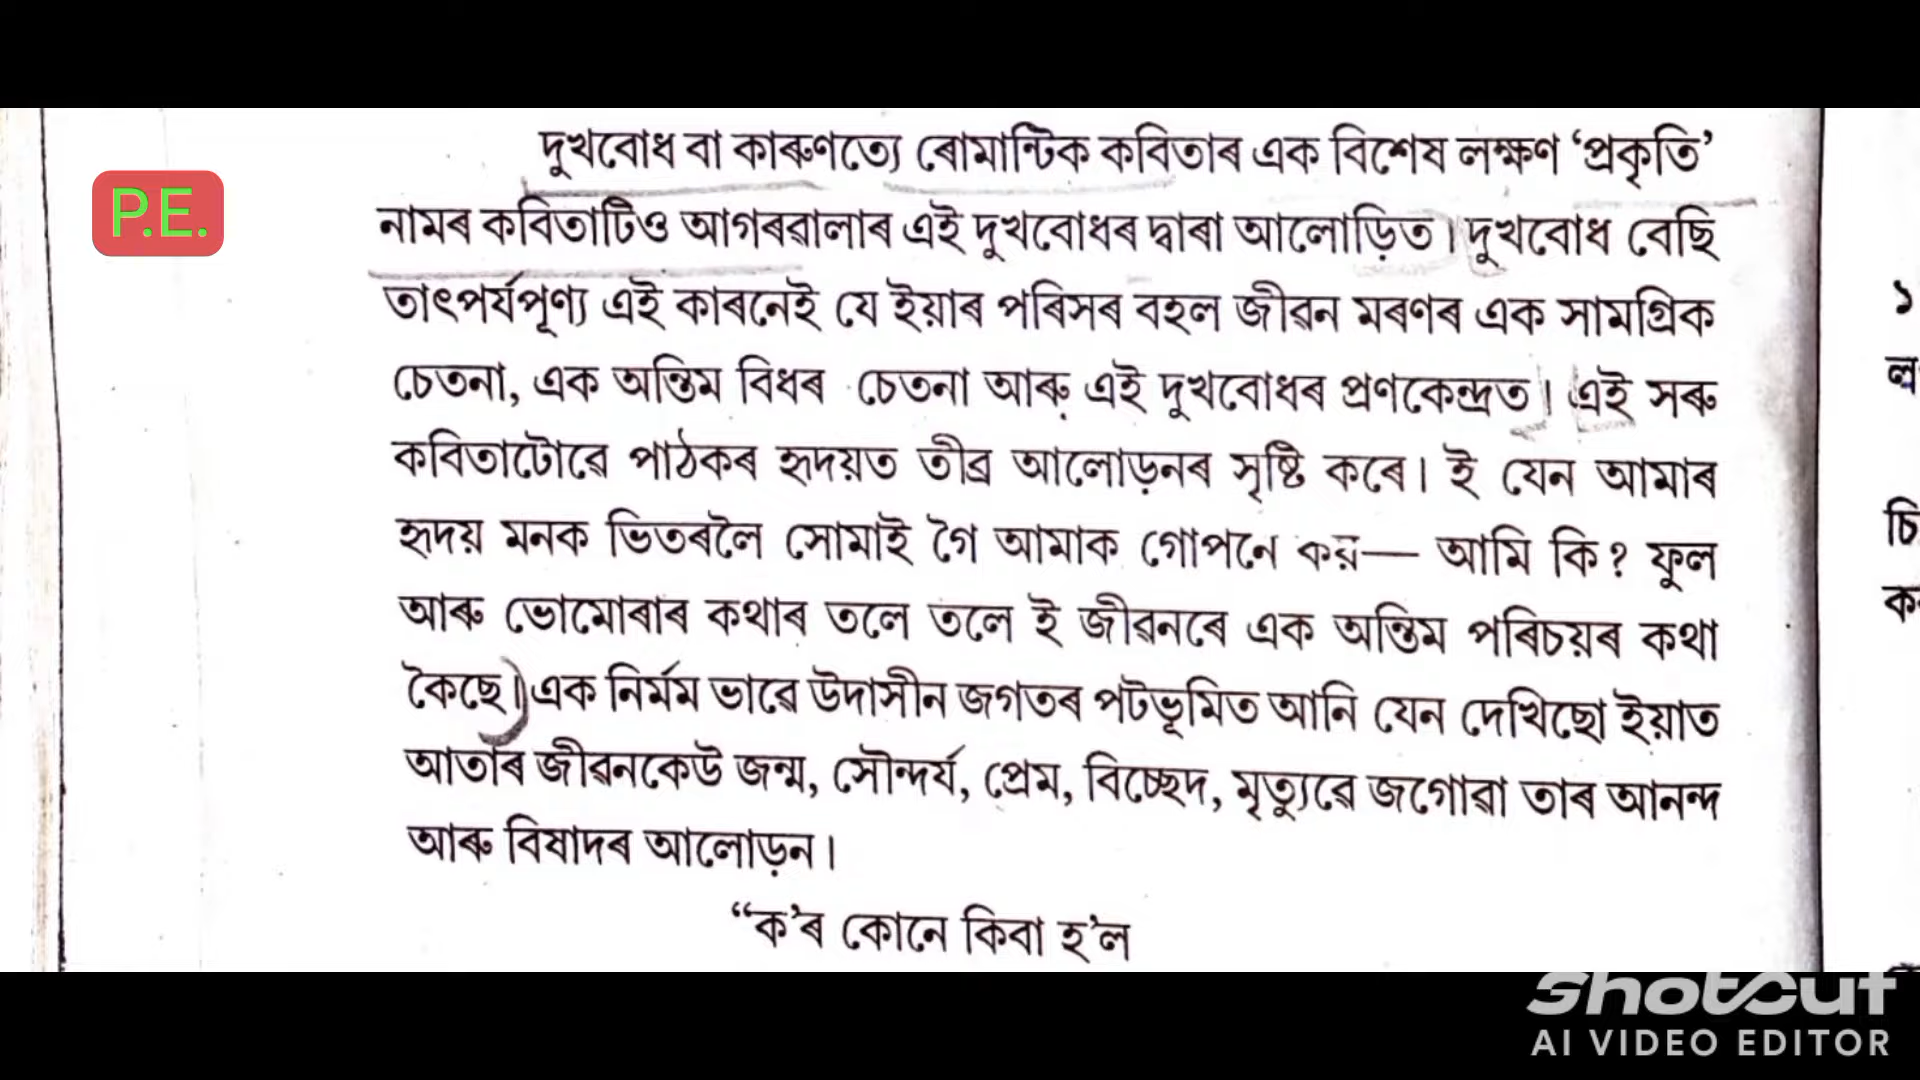 দুখবোধ বা কাৰুণত্যে ৰোমান্টিক কবিতাৰ এক বিশেষ লক্ষণ ‘প্ৰকৃতি’
P.E.
নামৰ কবিতাটিও আগৰৱালাৰ এই দুখবোধৰ দ্বাৰা আলোড়িত। দুখবোধ বেছি
তাৎপৰ্যপূণ্য এই কাৰনেই যে ইয়াৰ পৰিসৰ বহল জীৱন মৰণৰ এক সামগ্ৰিক
চেতনা, এক অন্তিম বিধৰ চেতনা আৰু এই দুখবোধৰ প্ৰণকেন্দ্ৰত। এই সৰু
কবিতাটোৱে পাঠকৰ হৃদয়ত তীব্ৰ আলোড়নৰ সৃষ্টি কৰে। ই যেন আমাৰ
হৃদয় মনক ভিতৰলৈ সোমাই গৈ আমাক গোপনে কয়— আমি কি? ফুল
আৰু ভোমোৰাৰ কথাৰ তলে তলে ই জীৱনৰে এক অন্তিম পৰিচয়ৰ কথা
কৈছে। এক নিৰ্মম ভাৱে উদাসীন জগতৰ পটভূমিত আনি যেন দেখিছো ইয়াত
আতাৰ জীৱনকেউ জন্ম, সৌন্দৰ্য, প্ৰেম, বিচ্ছেদ, মৃত্যুৱে জগোৱা তাৰ আনন্দ
আৰু বিষাদৰ আলোড়ন।
“ক’ৰ কোনে কিবা হ’ল
১
চি
Shotcut
AI VIDEO EDITOR